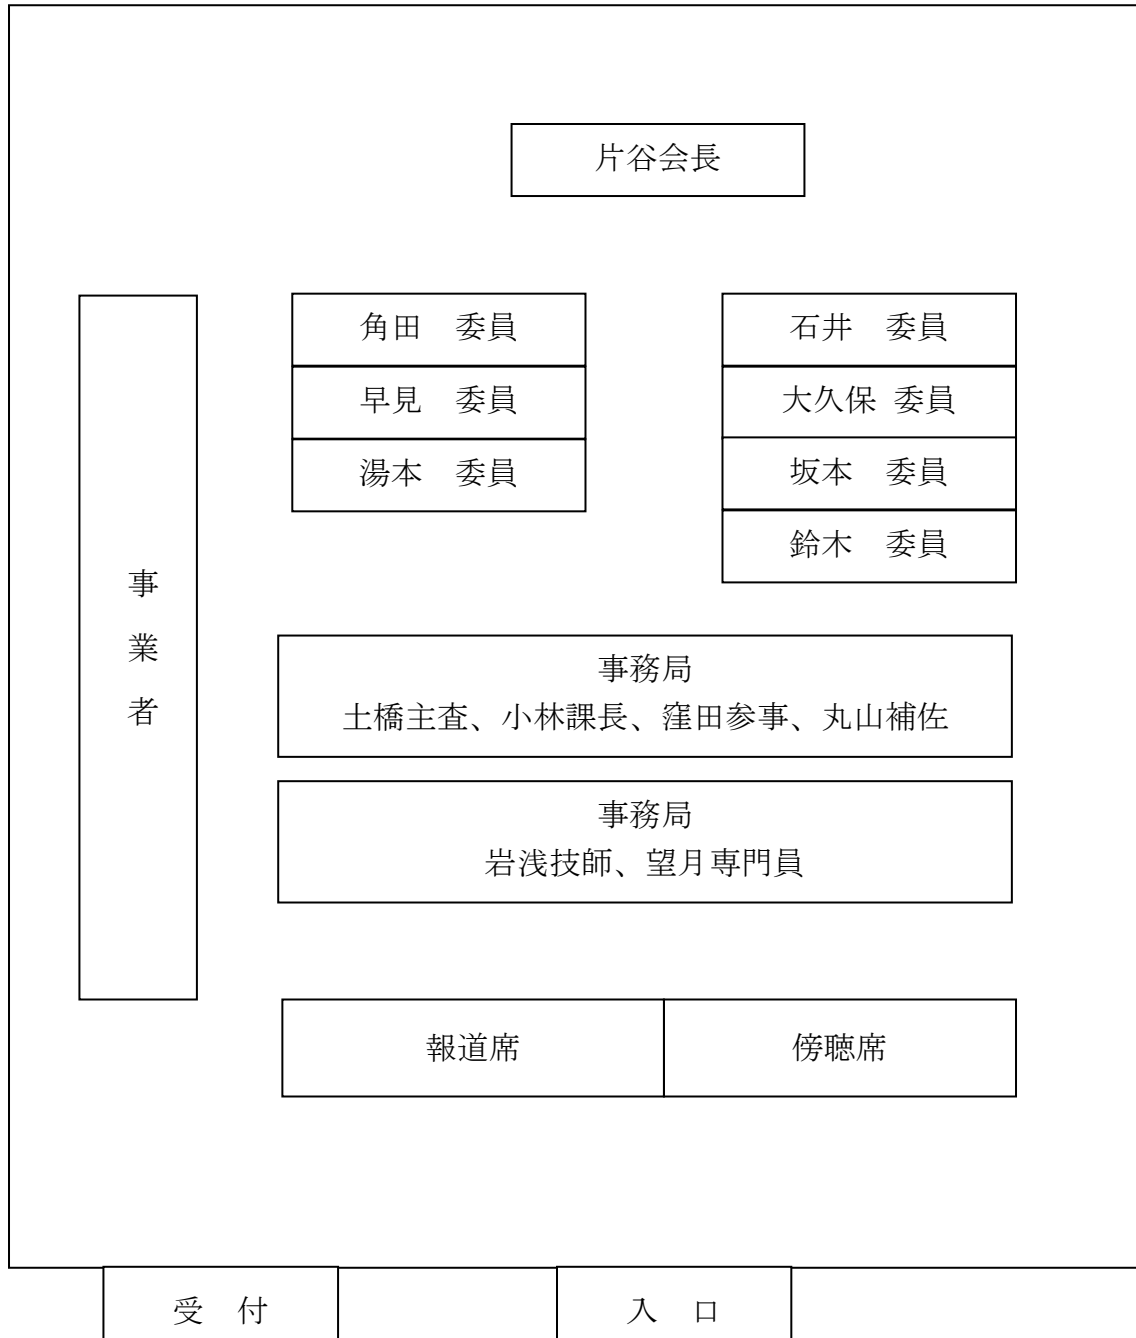 片谷会長
角田　委員
早見　委員
湯本　委員
石井　委員
大久保 委員
坂本　委員
鈴木　委員
事業者
事務局
土橋主査、小林課長、窪田参事、丸山補佐
事務局
岩浅技師、望月専門員
報道席
傍聴席
受　付
入　口